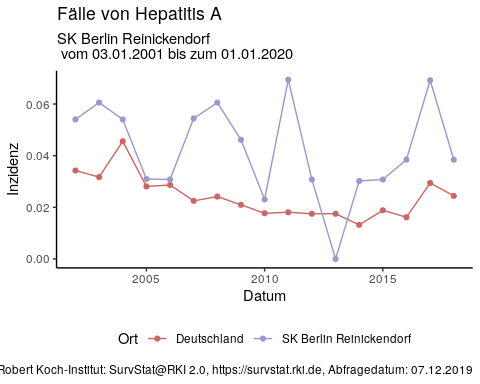 Fälle von Hepatitis A
SK Berlin Reinickendorf
vom 03.01.2001 bis zum 01.01.2020
Inzidenz
0.06
0.04
0.02
0.00
2005 2010 2015
Datum
Ort Deutschland SK Berlin Reinickendorf
Robert Koch-Institut: SurvStat@RKI 2.0, https://survstat.rki.de, Abfragedatum: 07.12.2019